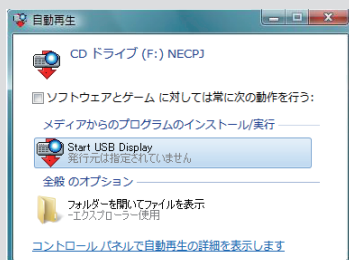 自動再生
CD ドライブ (F:) NECPJ
ソフトウェアとゲーム に対しては常に次の動作を行う:
メディアからのプログラムのインストール/実行
Start USB Display
発行元は指定されていません
全般 のオプション
フォルダーを開いてファイルを表示
-エクスプローラー使用
コントロール パネルで自動再生の詳細を表示します